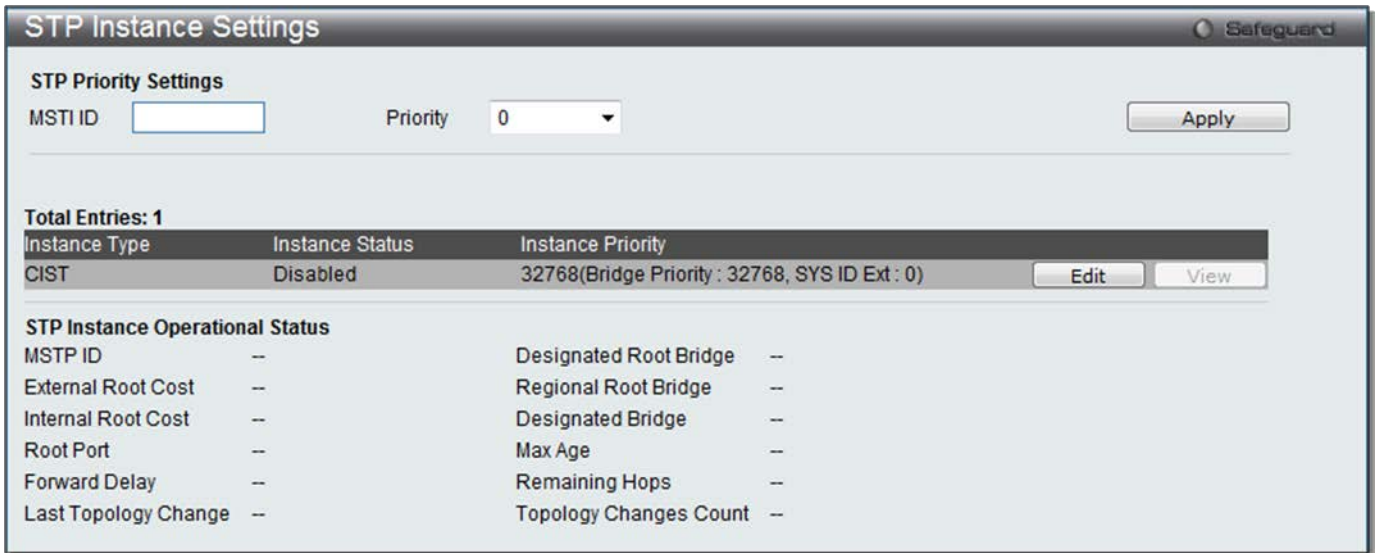 STP Instance Settings
Safeguard
STP Priority Settings
MSTI ID Priority 0 Apply
Total Entries: 1
Instance Type Instance Status Instance Priority
CIST Disabled 32768(Bridge Priority : 32768, SYS ID Ext : 0) Edit View
STP Instance Operational Status
MSTP ID -- Designated Root Bridge --
External Root Cost -- Regional Root Bridge --
Internal Root Cost -- Designated Bridge --
Root Port -- Max Age --
Forward Delay -- Remaining Hops --
Last Topology Change -- Topology Changes Count --